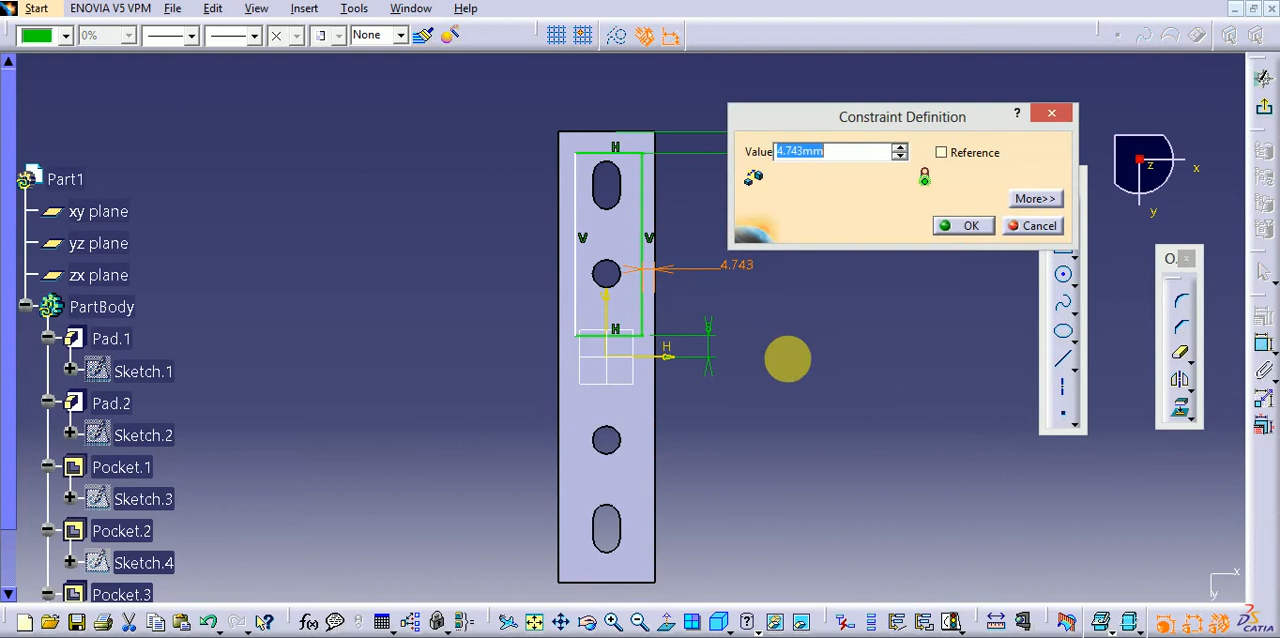 Start ENOVIA V5 VPM File Edit View Insert Tools Window Help
0% None
Constraint Definition ? ×
Value 4.743mm Reference
More>>
OK Cancel
Part1
xy plane
yz plane
zx plane
PartBody
Pad.1
Sketch.1
Pad.2
Sketch.2
Pocket.1
Sketch.3
Pocket.2
Sketch.4
Pocket.3
H
V V
4.743
H
H
z x
y
O...
x
y
f(x)
CATIA